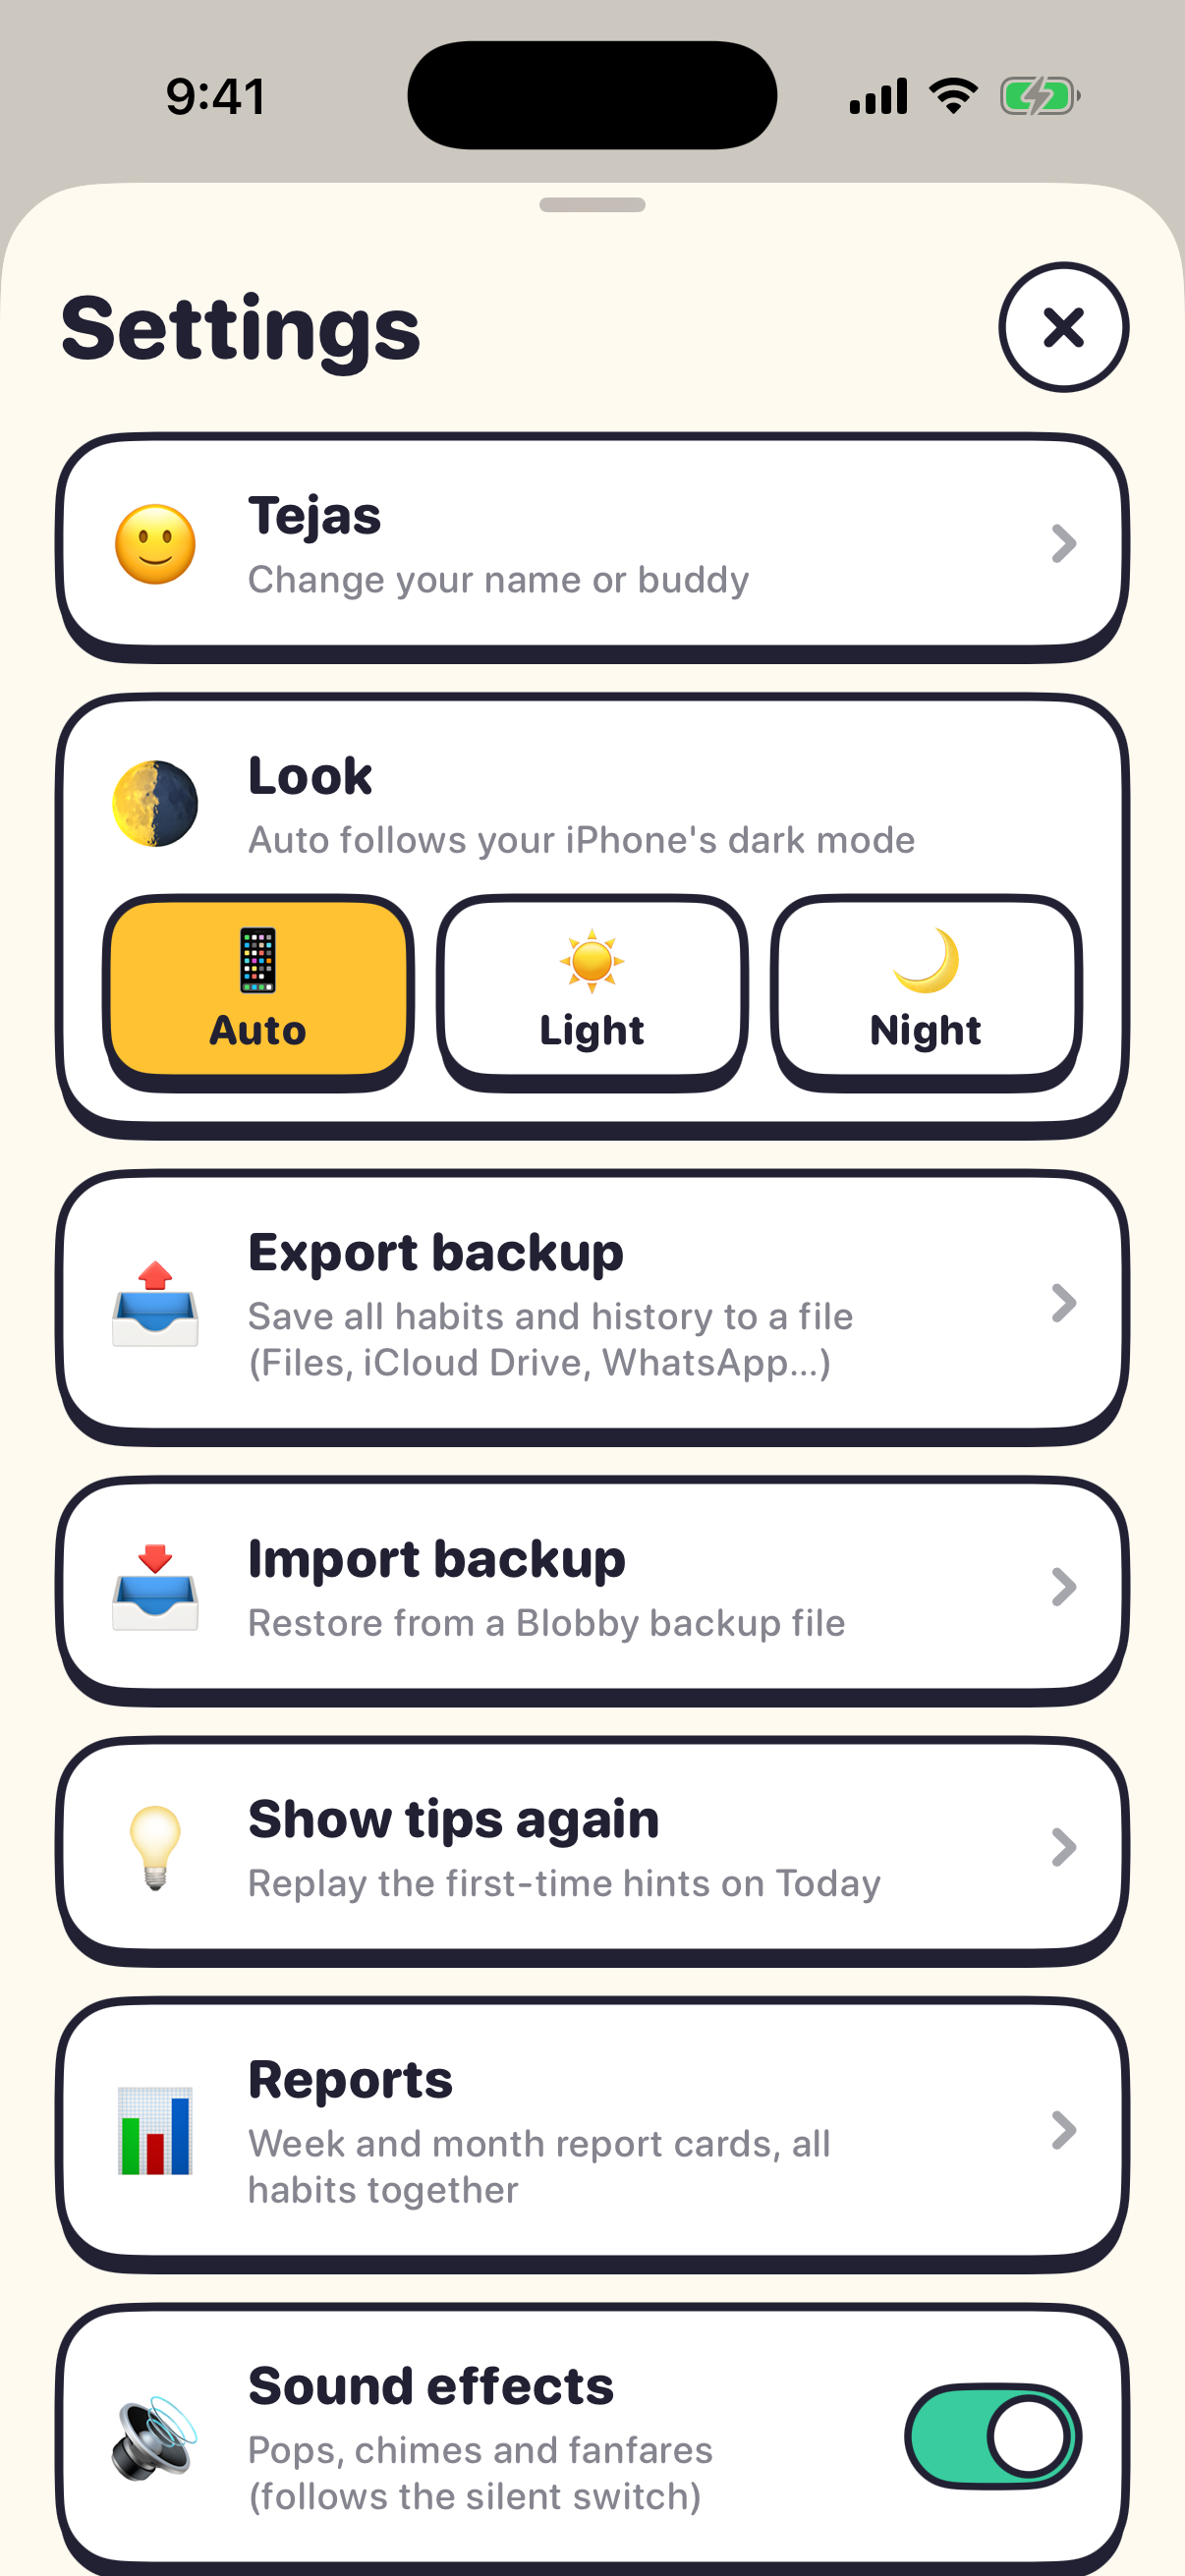 9:41
Settings
Tejas
Change your name or buddy
Look
Auto follows your iPhone's dark mode
Auto
Light
Night
Export backup
Save all habits and history to a file
(Files, iCloud Drive, WhatsApp...)
Import backup
Restore from a Blobby backup file
Show tips again
Replay the first-time hints on Today
Reports
Week and month report cards, all
habits together
Sound effects
Pops, chimes and fanfares
(follows the silent switch)